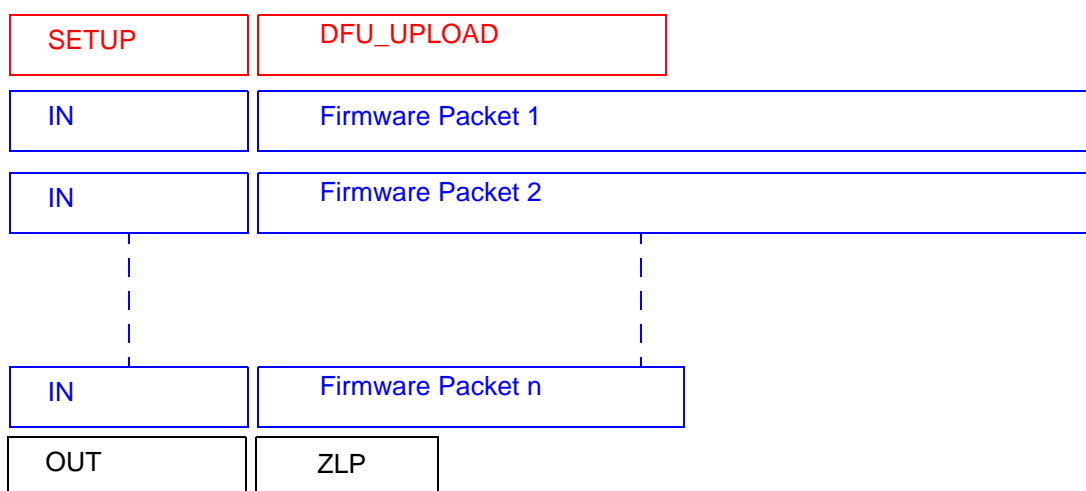 SETUP DFU_UPLOAD
IN Firmware Packet 1
IN Firmware Packet 2
IN Firmware Packet n
OUT ZLP